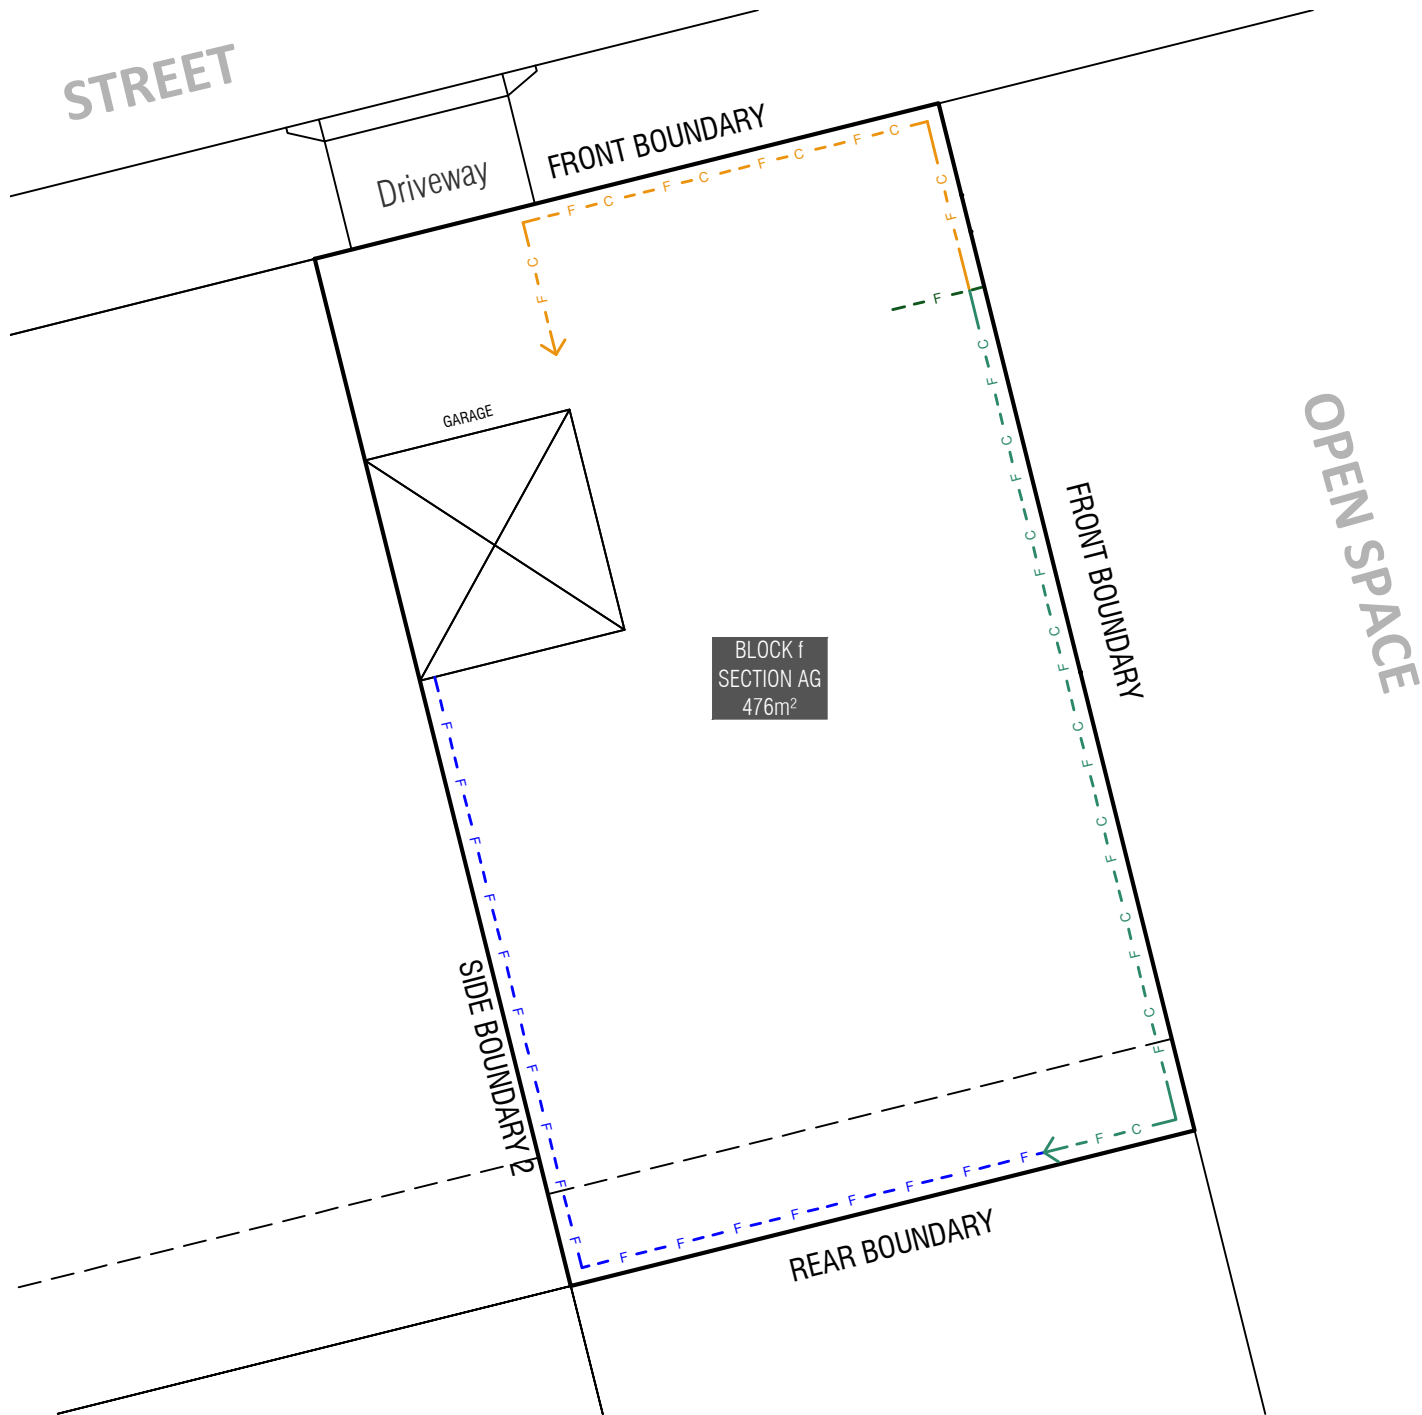 STREET
FRONT BOUNDARY
Driveway
F C F C F C F C
C F
C F
F
GARAGE
C F C F C F C F C F C F C F C F
OPEN SPACE
FRONT BOUNDARY
BLOCK f
SECTION AG
476m²
F F F F F F F F F F
SIDE BOUNDARY 2
F F F F F F F F
F C
REAR BOUNDARY